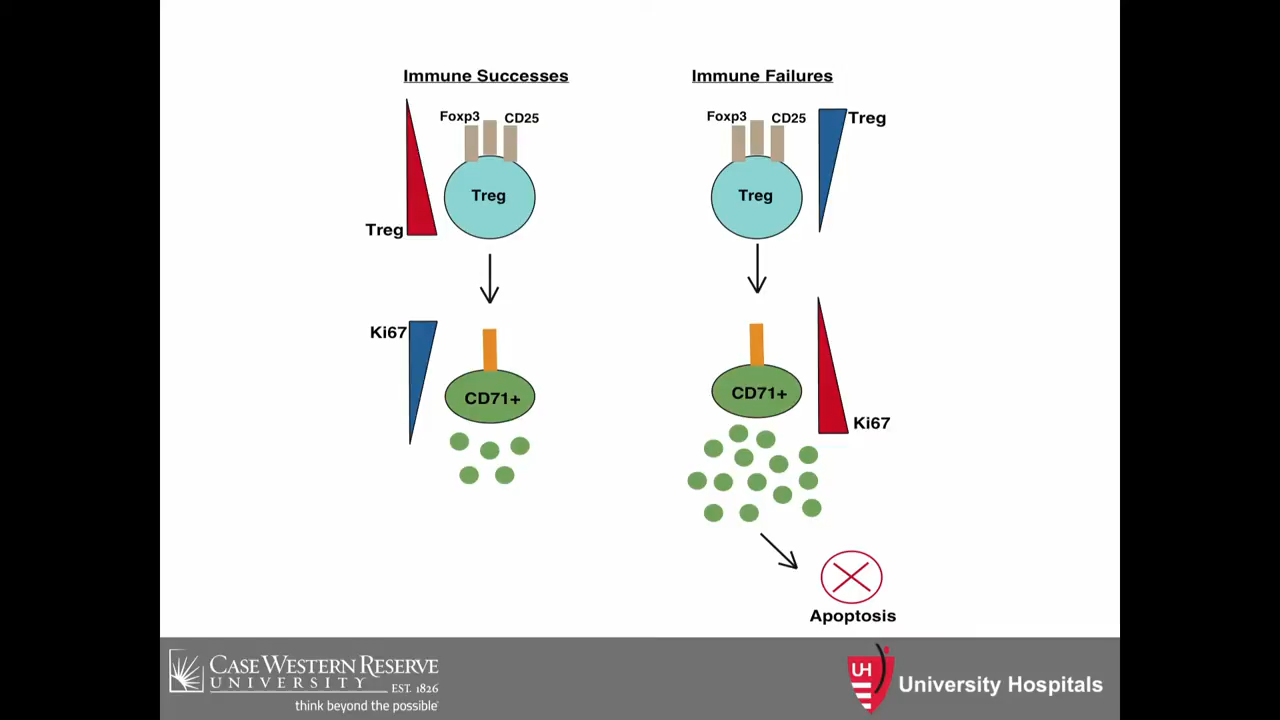 Immune Successes
Immune Failures
Foxp3
CD25
Treg
Treg
Ki67
CD71+
Foxp3
CD25
Treg
Treg
CD71+
Ki67
Apoptosis
CASE WESTERN RESERVE
UNIVERSITY EST. 1826
think beyond the possible
UH
University Hospitals